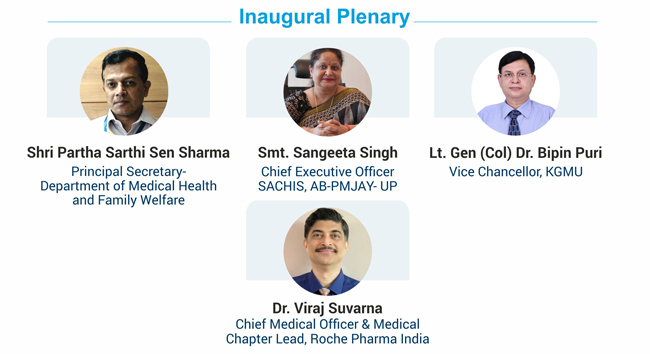 Inaugural Plenary
Shri Partha Sarthi Sen Sharma
Principal Secretary-
Department of Medical Health
and Family Welfare
Smt. Sangeeta Singh
Chief Executive Officer
SACHIS, AB-PMJAY- UP
Lt. Gen (Col) Dr. Bipin Puri
Vice Chancellor, KGMU
Dr. Viraj Suvarna
Chief Medical Officer & Medical
Chapter Lead, Roche Pharma India